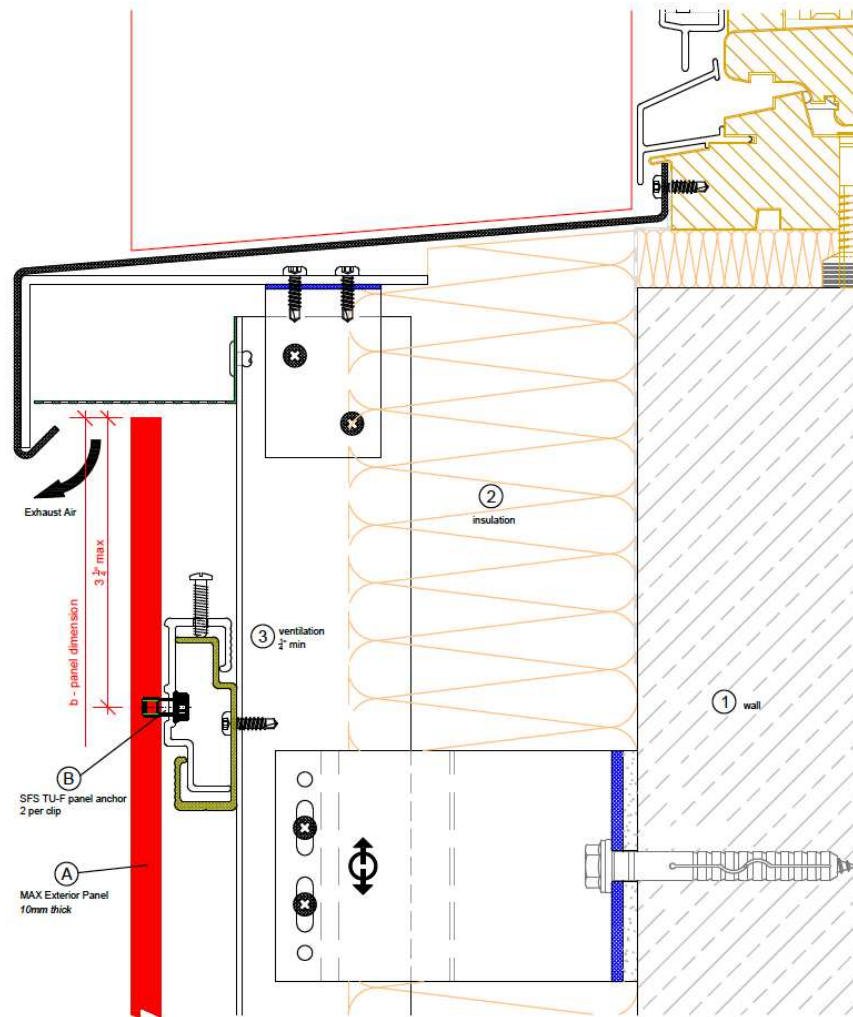 Exhaust Air
3 1/4" max
b - panel dimension
2
insulation
3 ventilation
3/4" min
1 wall
B
SFS TU-F panel anchor
2 per clip
A
MAX Exterior Panel
10mm thick